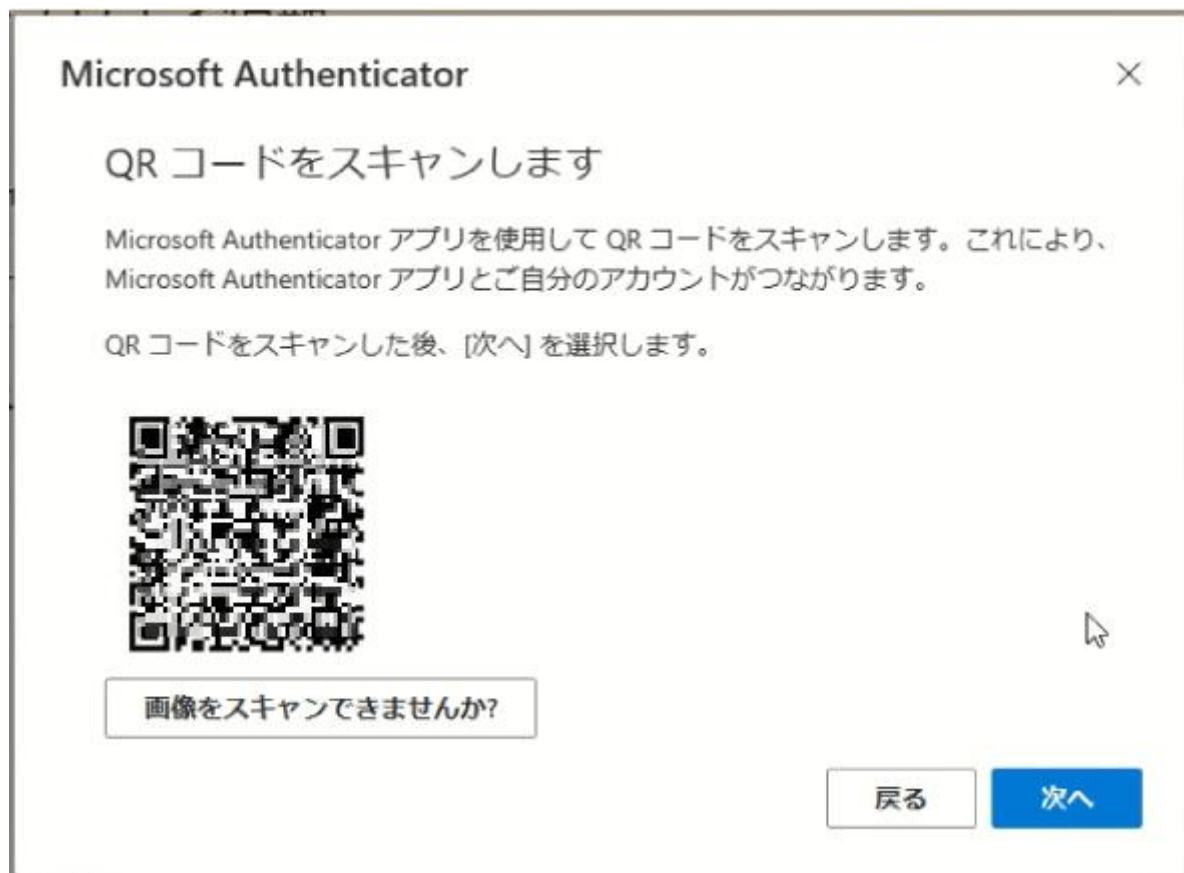 Microsoft Authenticator
QR コードをスキャンします
Microsoft Authenticator アプリを使用して QR コードをスキャンします。これにより、
Microsoft Authenticator アプリとご自分のアカウントがつながります。
QR コードをスキャンした後、[次へ] を選択します。
画像をスキャンできませんか?
戻る
次へ